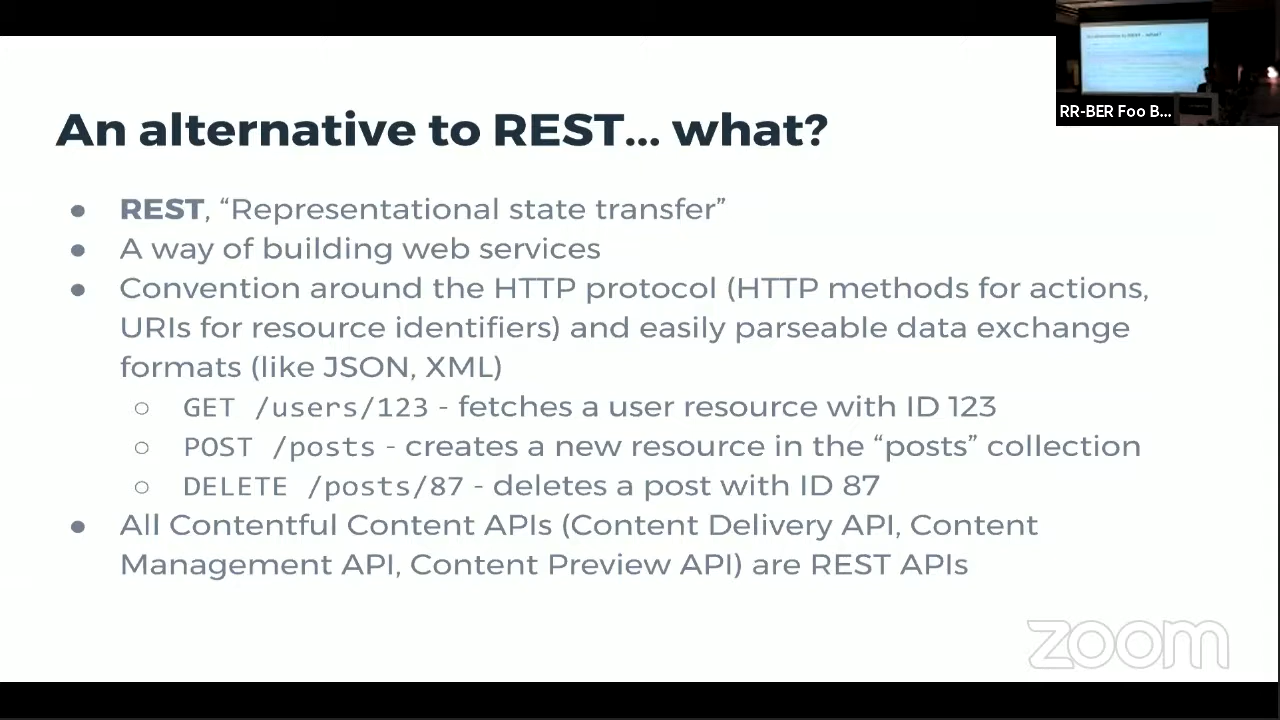 An alternative to REST... what?
RR-BER Foo B...
● REST, “Representational state transfer”
● A way of building web services
● Convention around the HTTP protocol (HTTP methods for actions,
URIs for resource identifiers) and easily parseable data exchange
formats (like JSON, XML)
○ GET /users/123 - fetches a user resource with ID 123
○ POST /posts - creates a new resource in the “posts” collection
○ DELETE /posts/87 - deletes a post with ID 87
● All Contentful Content APIs (Content Delivery API, Content
Management API, Content Preview API) are REST APIs
zoom